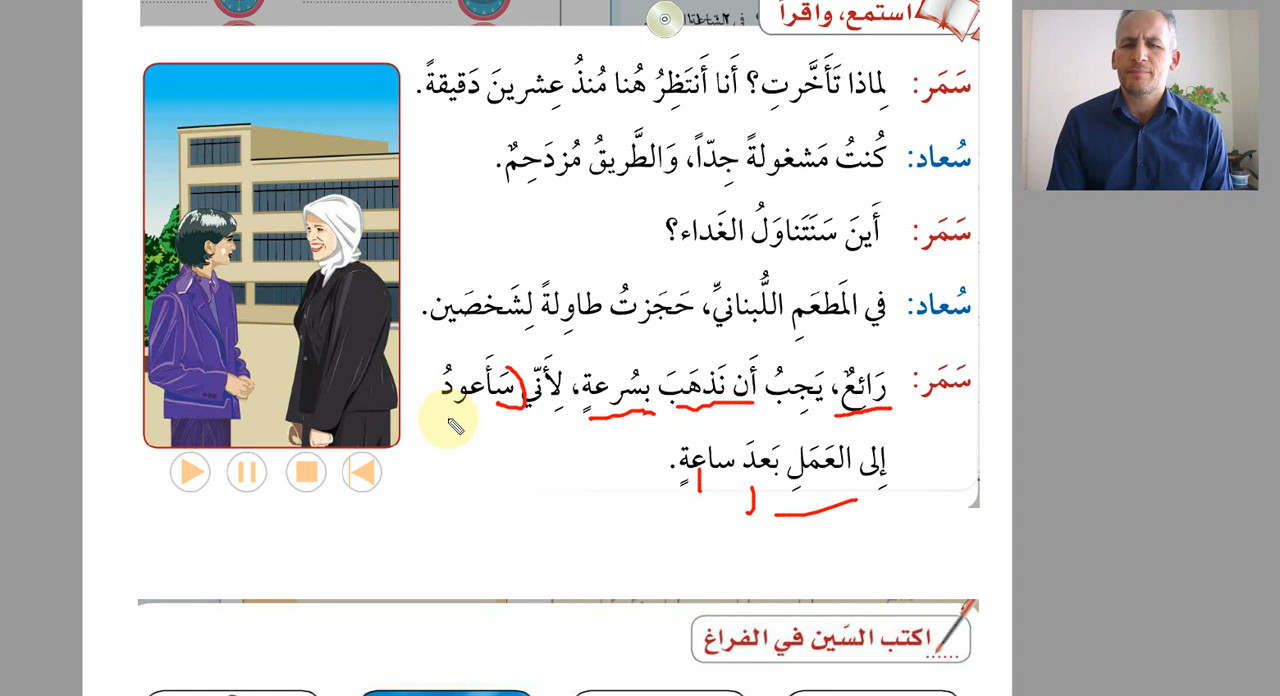 استمع، واقرأ
سَمَر: لِماذا تَأَخَّرتِ؟ أَنا أَنتَظِرُ هُنا مُنذُ عِشرينَ دَقيقةً.
سُعاد: كُنتُ مَشغولةً جِدّاً، وَالطَّريقُ مُزدَحِمٌ.
سَمَر: أَينَ سَنَتَناوَلُ الغَداء؟
سُعاد: في المَطعَمِ اللُّبنانيِّ، حَجَزتُ طاوِلةً لِشَخصَين.
سَمَر: رَائِعٌ، يَجِبُ أَن نَذهَبَ بِسُرعةٍ، لِأَنّي سَأَعودُ
إِلى العَمَلِ بَعدَ ساعةٍ.
اكتب السّين في الفراغ